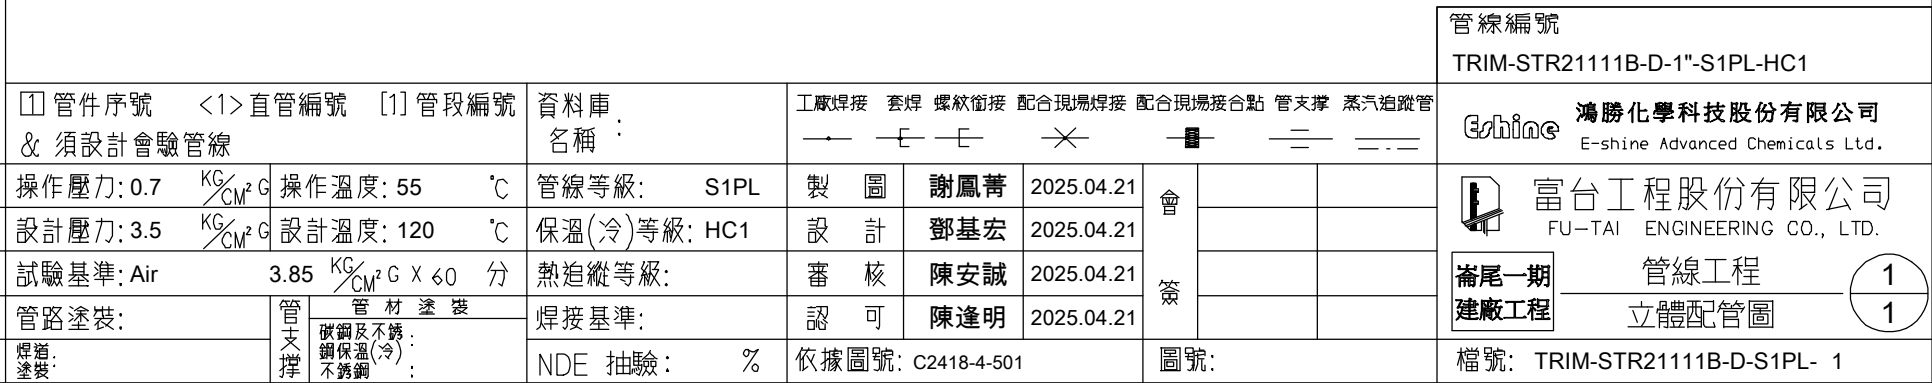 管線編號
TRIM-STR21111B-D-1"-S1PL-HC1
1 管件序號 <1>直管編號 [1] 管段編號
& 須設計會驗管線
資料庫
名稱 :
工廠焊接 套焊 螺紋銜接 配合現場焊接 配合現場接合點 管支撐 蒸汽追蹤管
Eshine 鴻勝化學科技股份有限公司
E-shine Advanced Chemicals Ltd.
操作壓力: 0.7 KG/CM² G 操作溫度: 55 °C 管線等級: S1PL 製 圖 謝鳳菁 2025.04.21
設計壓力: 3.5 KG/CM² G 設計溫度: 120 °C 保溫(冷)等級: HC1 設 計 鄧基宏 2025.04.21
試驗基準: Air 3.85 KG/CM² G X 60 分 熱追縱等級: 審 核 陳安誠 2025.04.21
管路塗裝: 管支撐 管材塗裝 焊接基準: 認 可 陳逢明 2025.04.21
會簽
碳鋼及不銹
鋼保溫(冷) :
不銹鋼 :
焊道
塗裝:
NDE 抽驗: % 依據圖號: C2418-4-501 圖號:
富台工程股份有限公司
FU-TAI ENGINEERING CO., LTD.
崙尾一期
建廠工程
管線工程
立體配管圖
1
1
檔號: TRIM-STR21111B-D-S1PL- 1